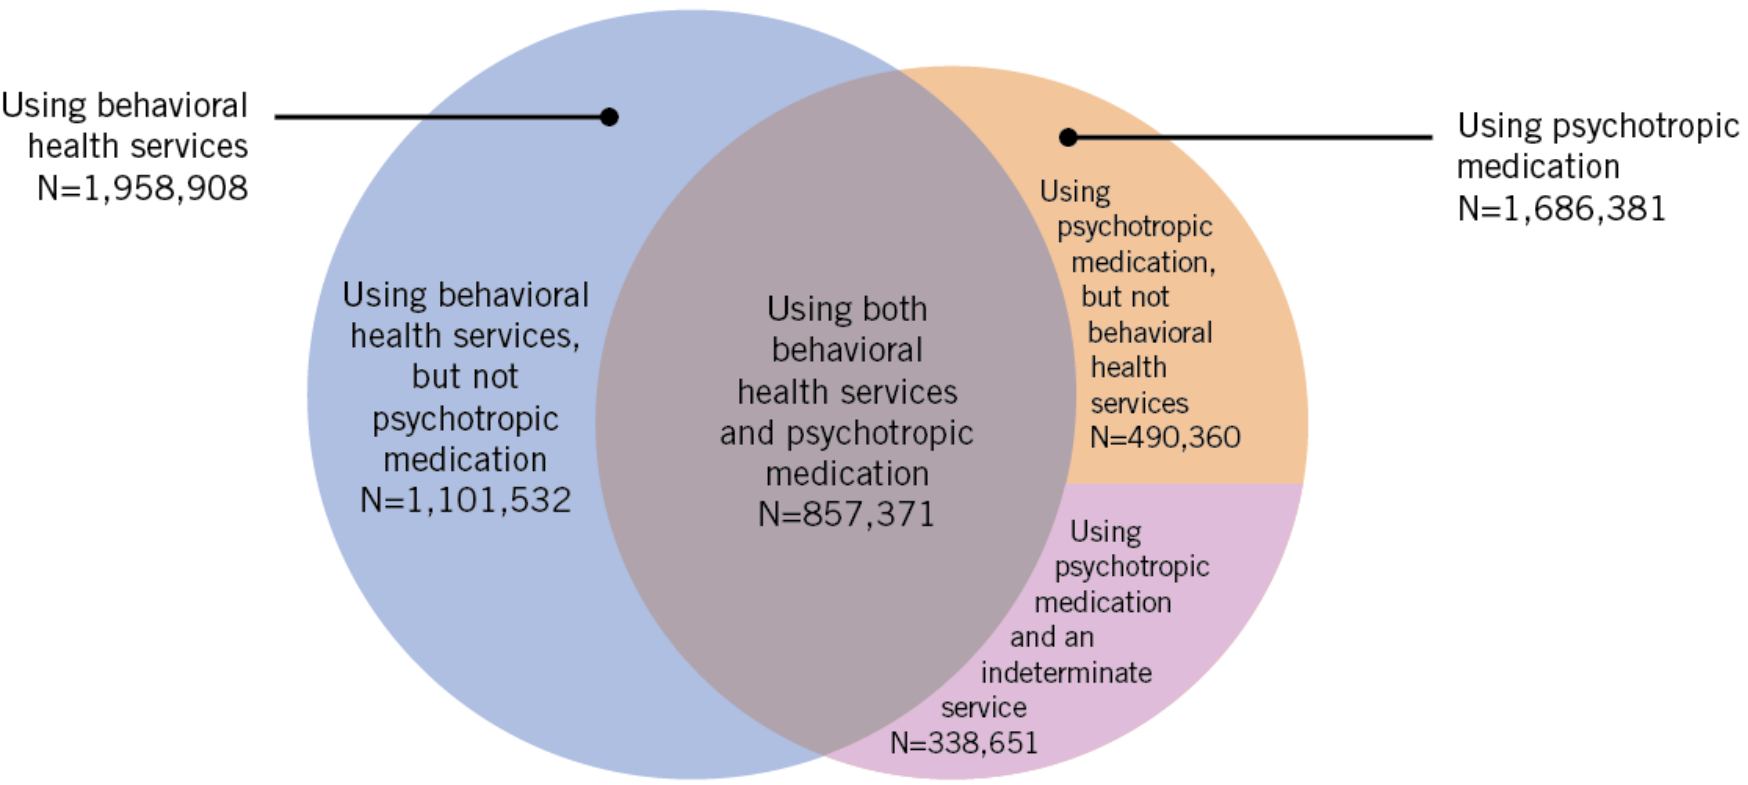 Using behavioral
health services
N=1,958,908
Using behavioral
health services,
but not
psychotropic
medication
N=1,101,532
Using both
behavioral
health services
and psychotropic
medication
N=857,371
Using
psychotropic
medication,
but not
behavioral
health
services
N=490,360
Using
psychotropic
medication
and an
indeterminate
service
N=338,651
Using psychotropic
medication
N=1,686,381